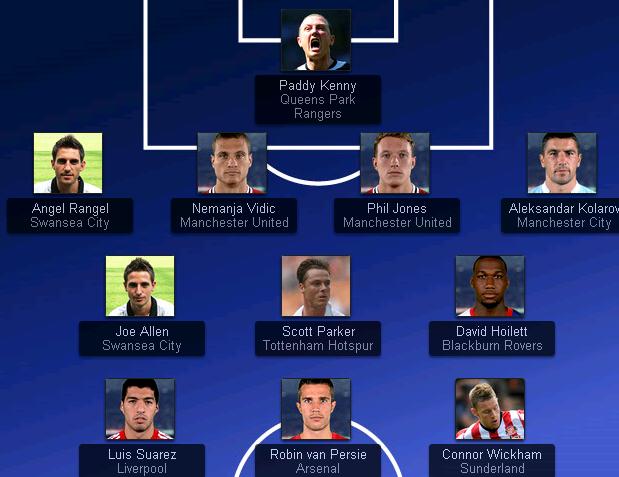 Paddy Kenny
Queens Park
Rangers
Angel Rangel
Swansea City
Nemanja Vidic
Manchester United
Phil Jones
Manchester United
Aleksandar Kolarov
Manchester City
Joe Allen
Swansea City
Scott Parker
Tottenham Hotspur
David Hoilett
Blackburn Rovers
Luis Suarez
Liverpool
Robin van Persie
Arsenal
Connor Wickham
Sunderland